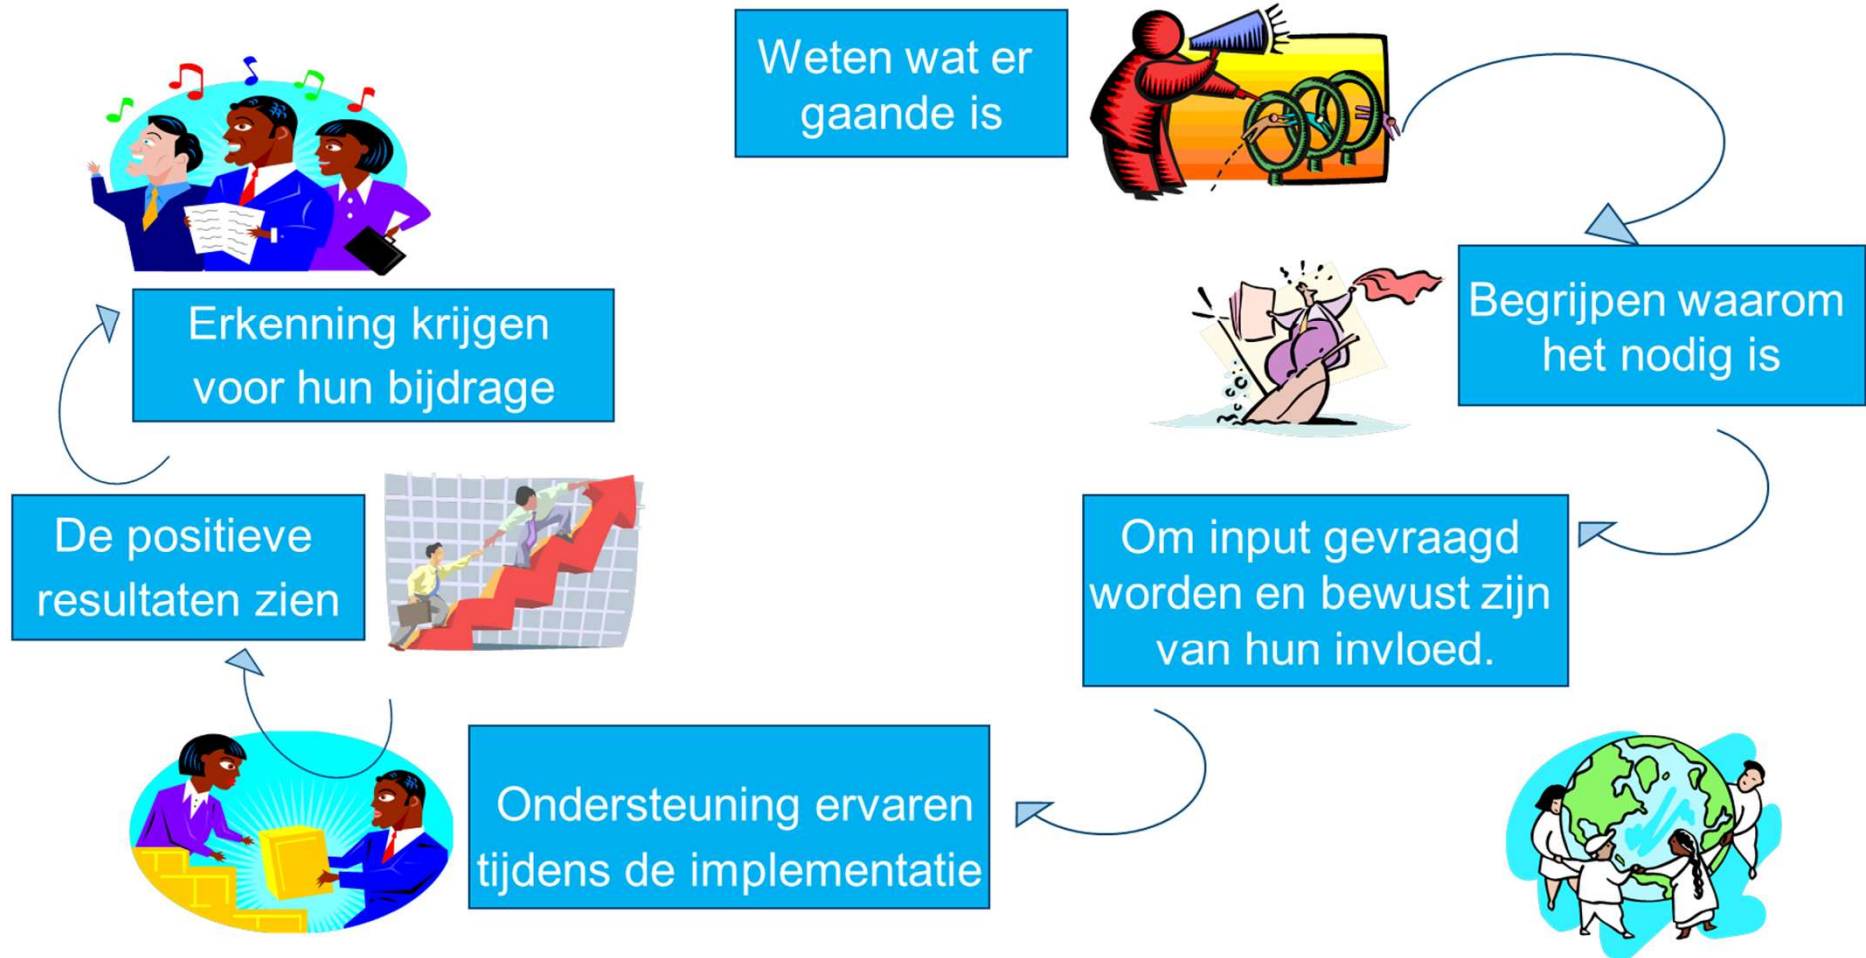 Weten wat er
gaande is
Begrijpen waarom
het nodig is
Om input gevraagd
worden en bewust zijn
van hun invloed.
Ondersteuning ervaren
tijdens de implementatie
De positieve
resultaten zien
Erkenning krijgen
voor hun bijdrage